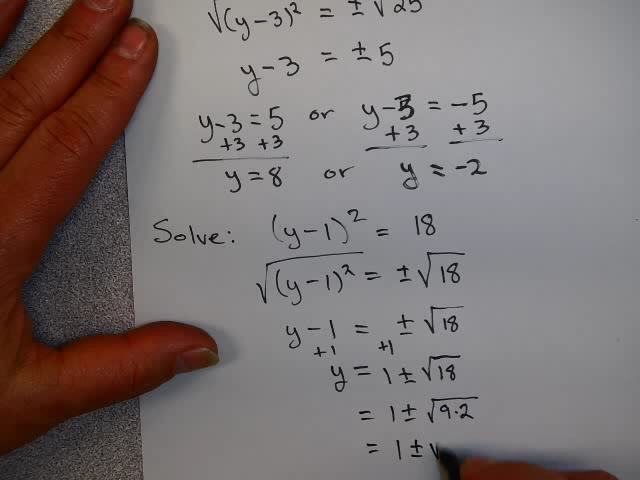 √(y-3)² = ±√25
y-3 = ±5
y-3=5 or y-3 = -5
+3 +3 +3 +3
y=8 or y = -2
Solve: (y-1)² = 18
√(y-1)² = ±√18
y-1 = ±√18
+1 +1
y = 1 ± √18
= 1 ± √9·2
= 1 ± √